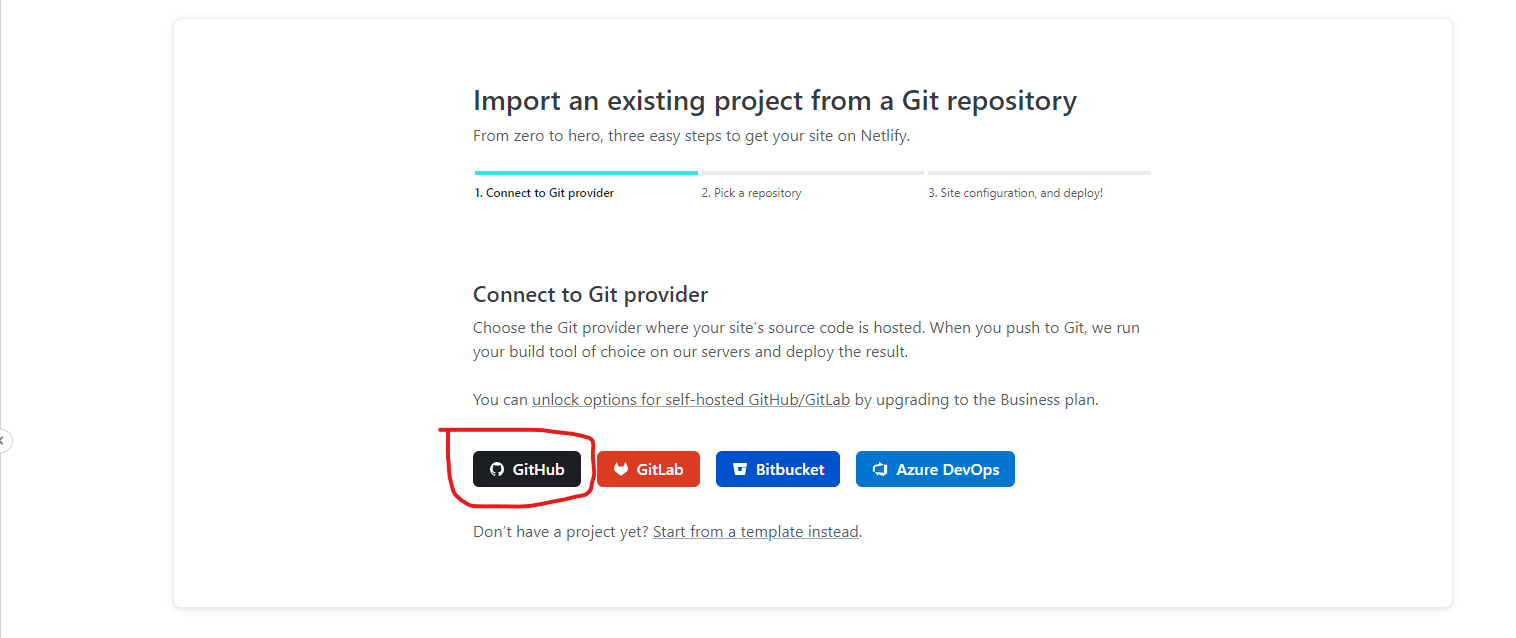 Import an existing project from a Git repository
From zero to hero, three easy steps to get your site on Netlify.
1. Connect to Git provider
2. Pick a repository
3. Site configuration, and deploy!
Connect to Git provider
Choose the Git provider where your site’s source code is hosted. When you push to Git, we run
your build tool of choice on our servers and deploy the result.
You can unlock options for self-hosted GitHub/GitLab by upgrading to the Business plan.
GitHub
GitLab
Bitbucket
Azure DevOps
Don’t have a project yet? Start from a template instead.